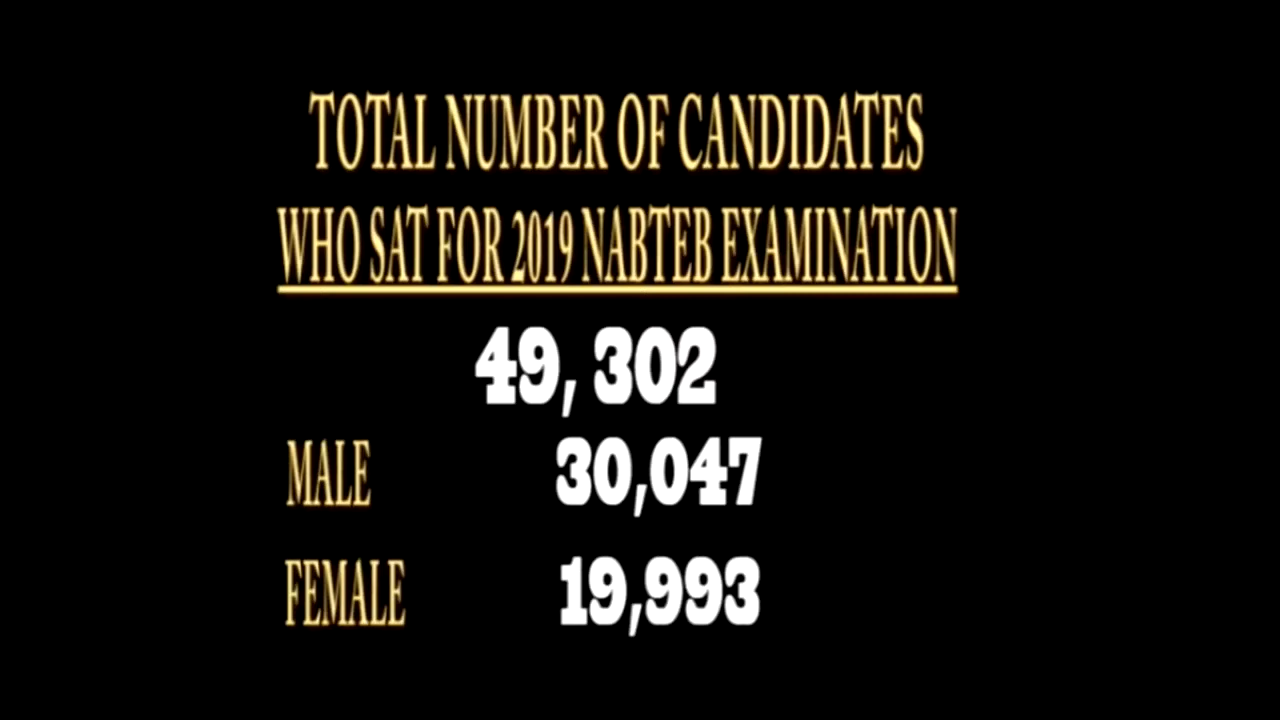 TOTAL NUMBER OF CANDIDATES
WHO SAT FOR 2019 NABTEB EXAMINATION
49, 302
MALE 30,047
FEMALE 19,993